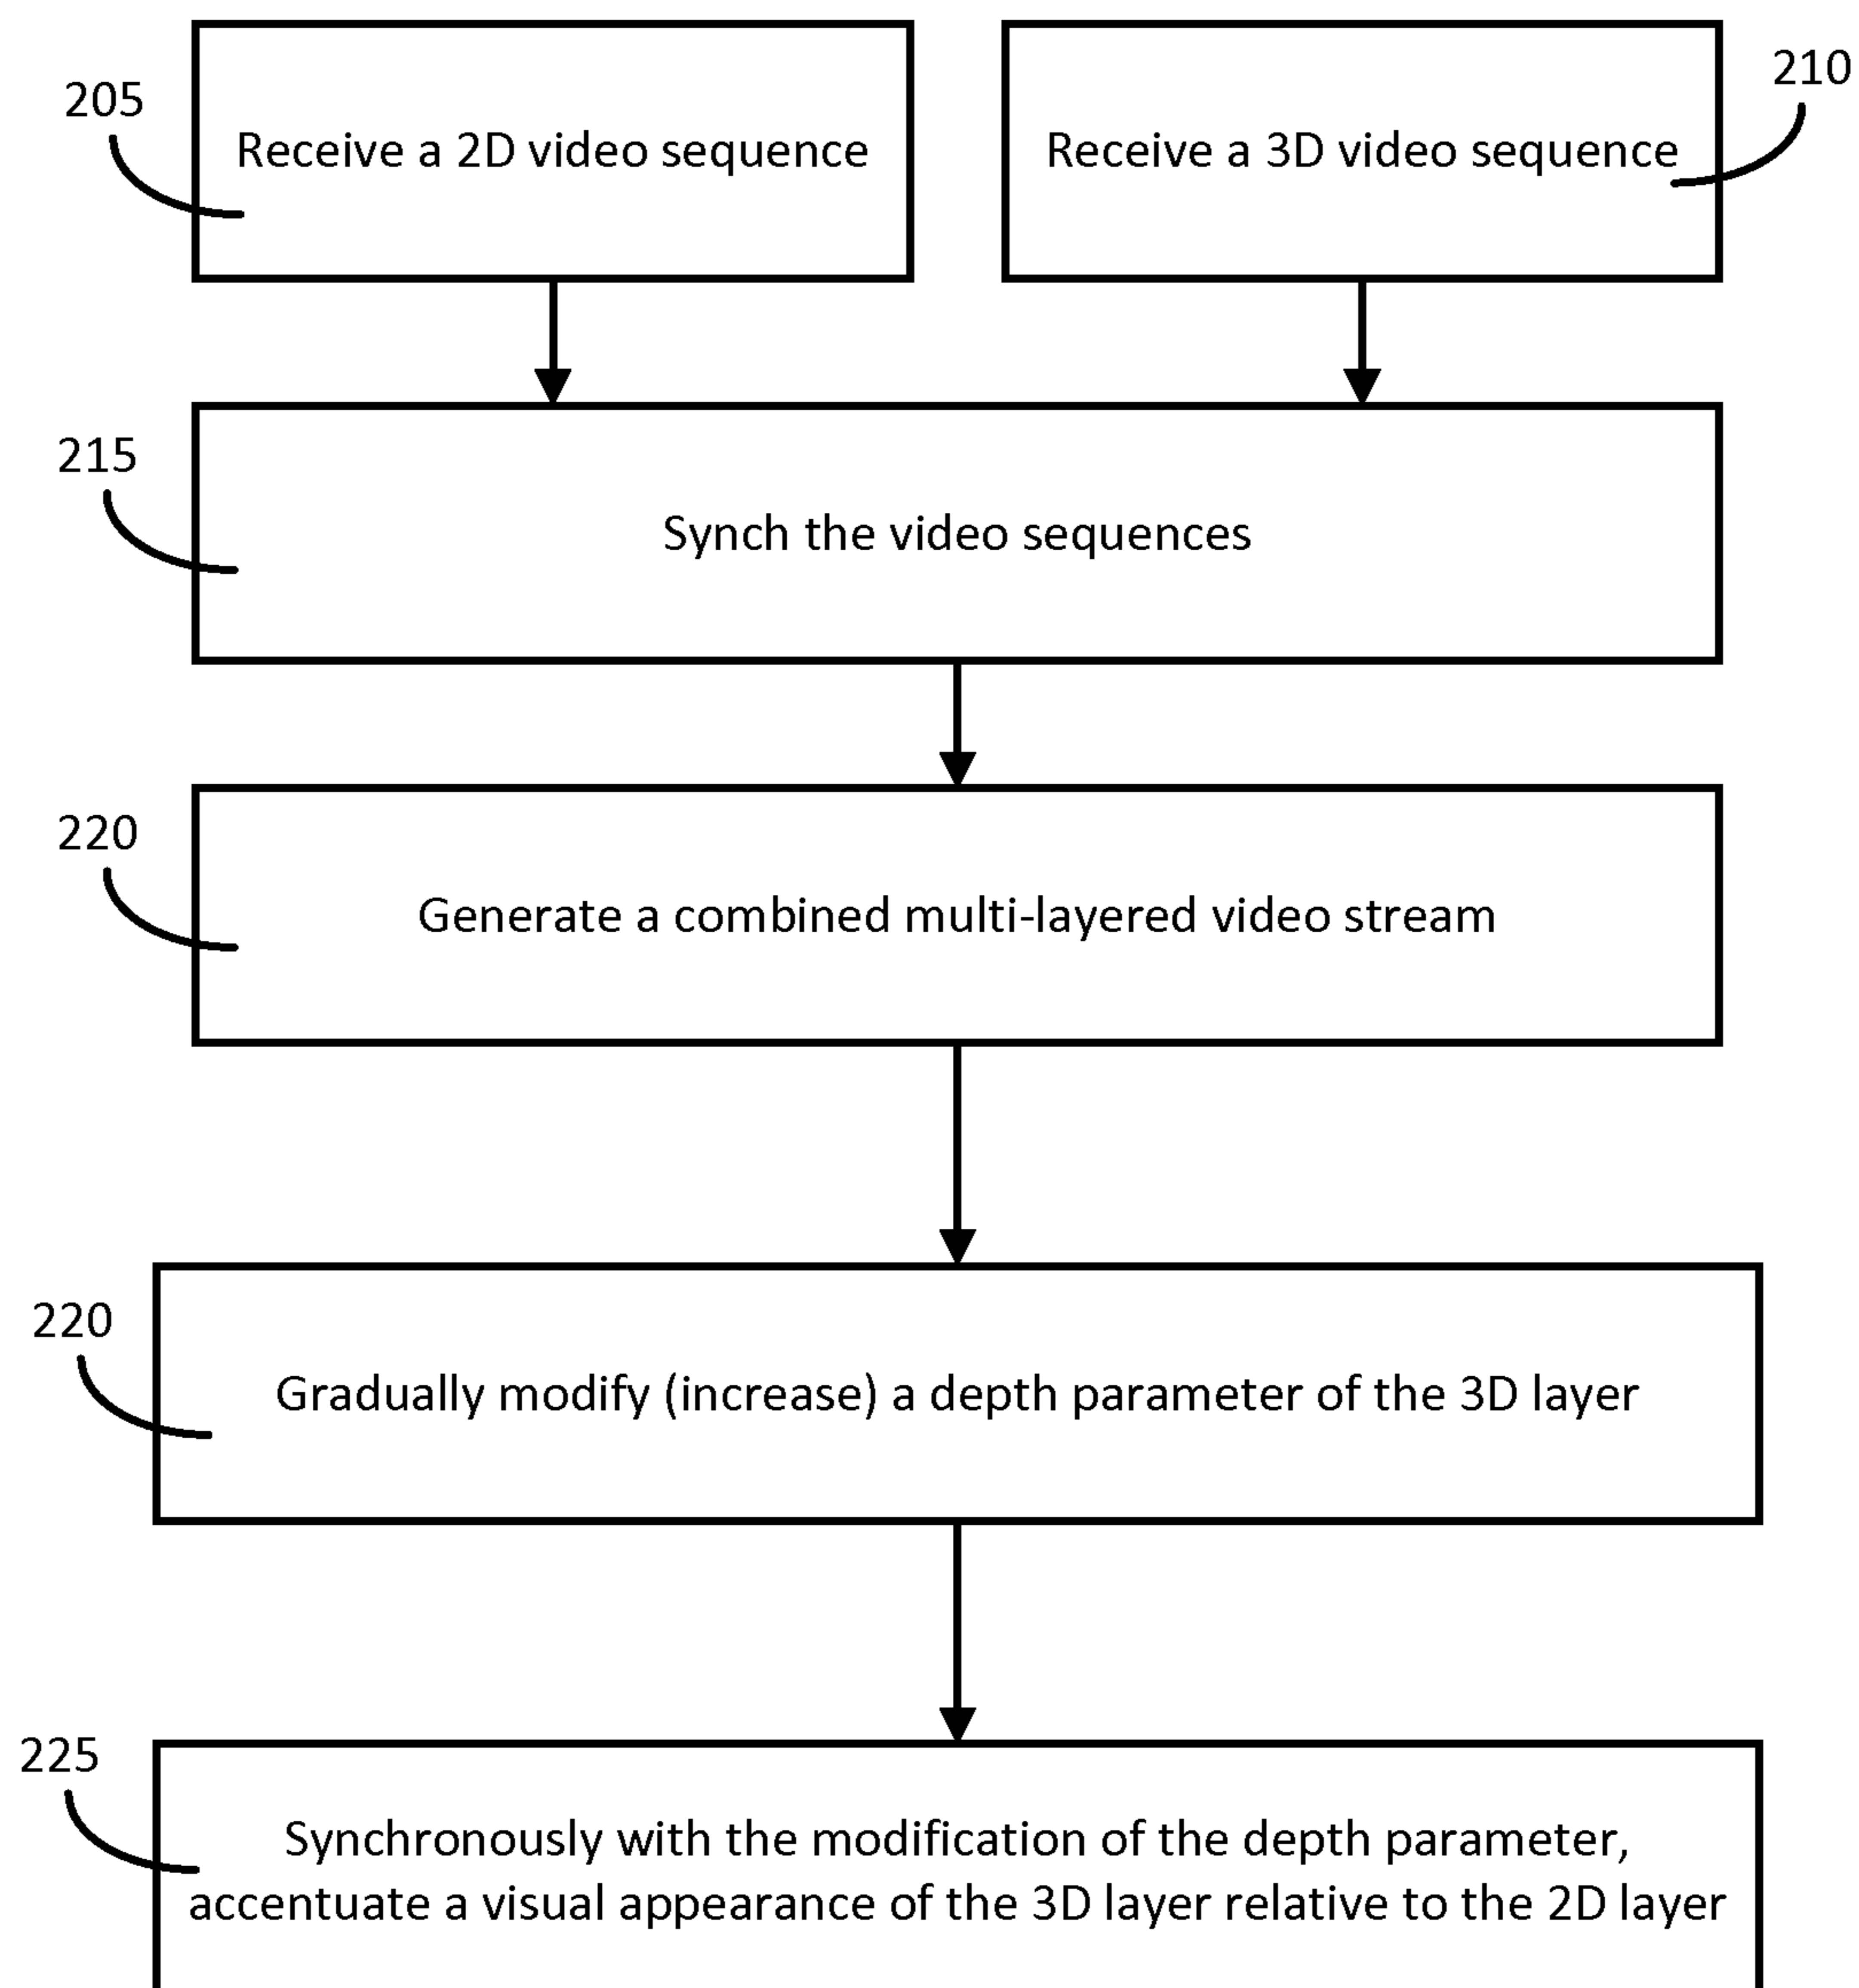 205
Receive a 2D video sequence
Receive a 3D video sequence
210
215
Synch the video sequences
220
Generate a combined multi-layered video stream
220
Gradually modify (increase) a depth parameter of the 3D layer
225
Synchronously with the modification of the depth parameter,
accentuate a visual appearance of the 3D layer relative to the 2D layer